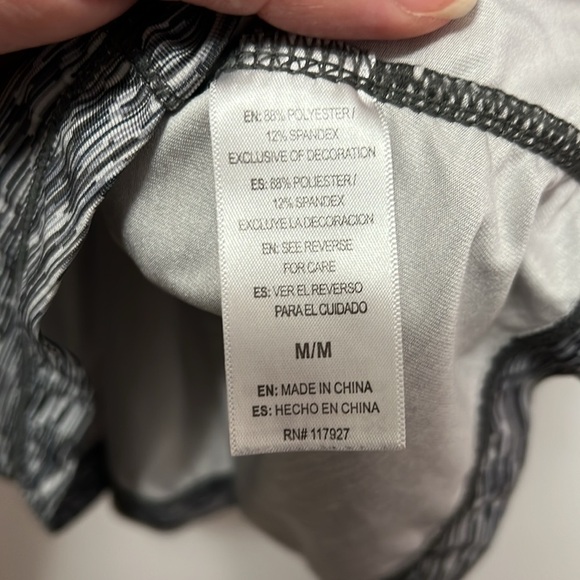 EN: 88% POLYESTER /
12% SPANDEX
EXCLUSIVE OF DECORATION
ES: 88% POLIESTER /
12% SPANDEX
EXCLUYE LA DECORACION
EN: SEE REVERSE
FOR CARE
ES: VER EL REVERSO
PARA EL CUIDADO
M/M
EN: MADE IN CHINA
ES: HECHO EN CHINA
RN# 117927